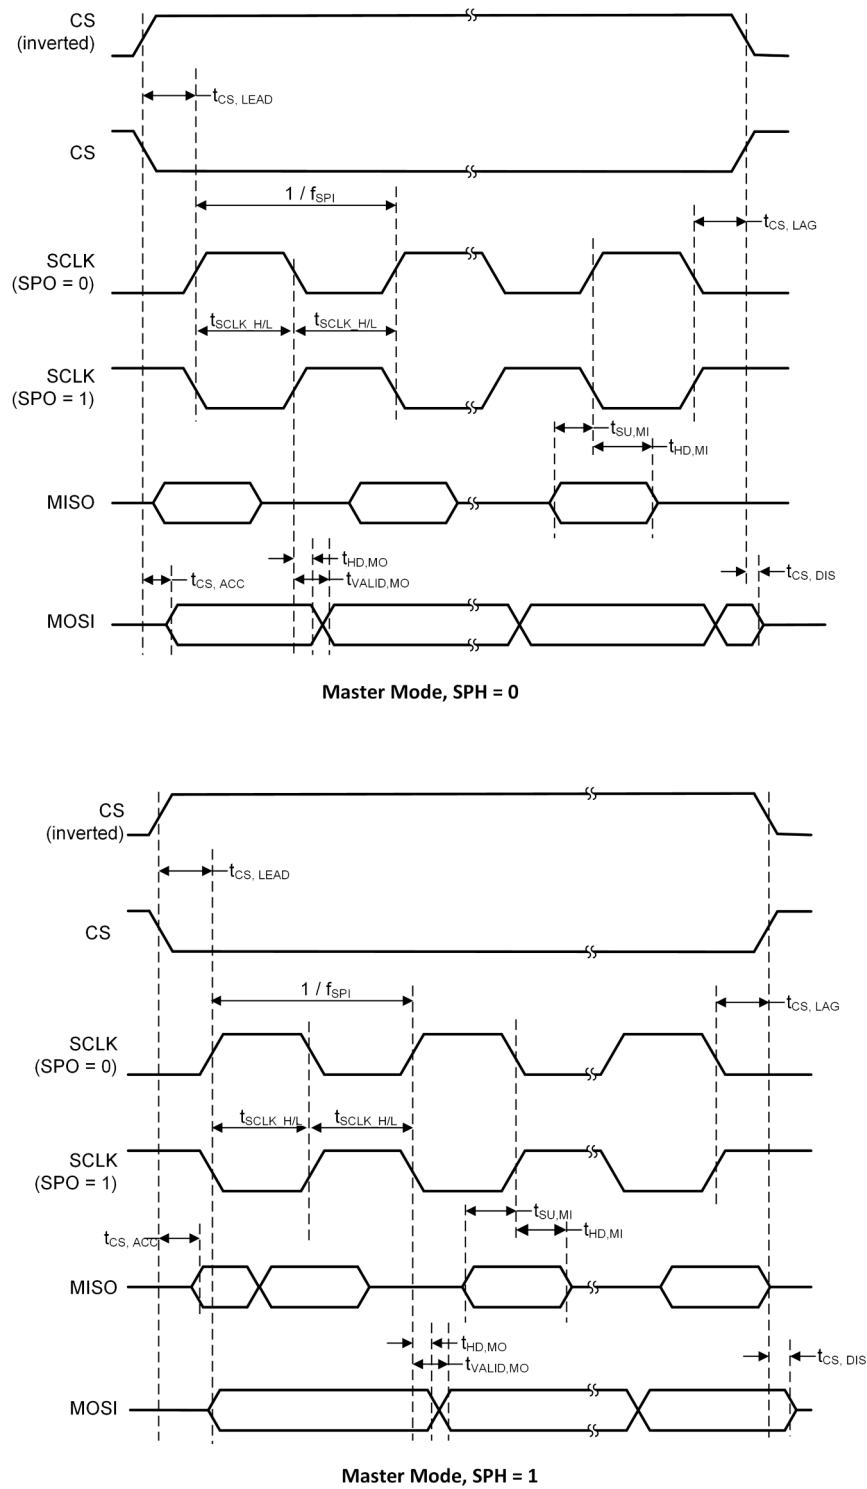 CS
(inverted)
tCS, LEAD
CS
1 / fSPI
tCS, LAG
SCLK
(SPO = 0)
tSCLK_H/L
tSCLK_H/L
SCLK
(SPO = 1)
tSU,MI
tHD,MI
MISO
tHD,MO
tCS, ACC
tVALID,MO
tCS, DIS
MOSI
Master Mode, SPH = 0
CS
(inverted)
tCS, LEAD
CS
1 / fSPI
tCS, LAG
SCLK
(SPO = 0)
tSCLK_H/L
tSCLK_H/L
SCLK
(SPO = 1)
tSU,MI
tHD,MI
tCS, ACC
MISO
tHD,MO
tVALID,MO
tCS, DIS
MOSI
Master Mode, SPH = 1